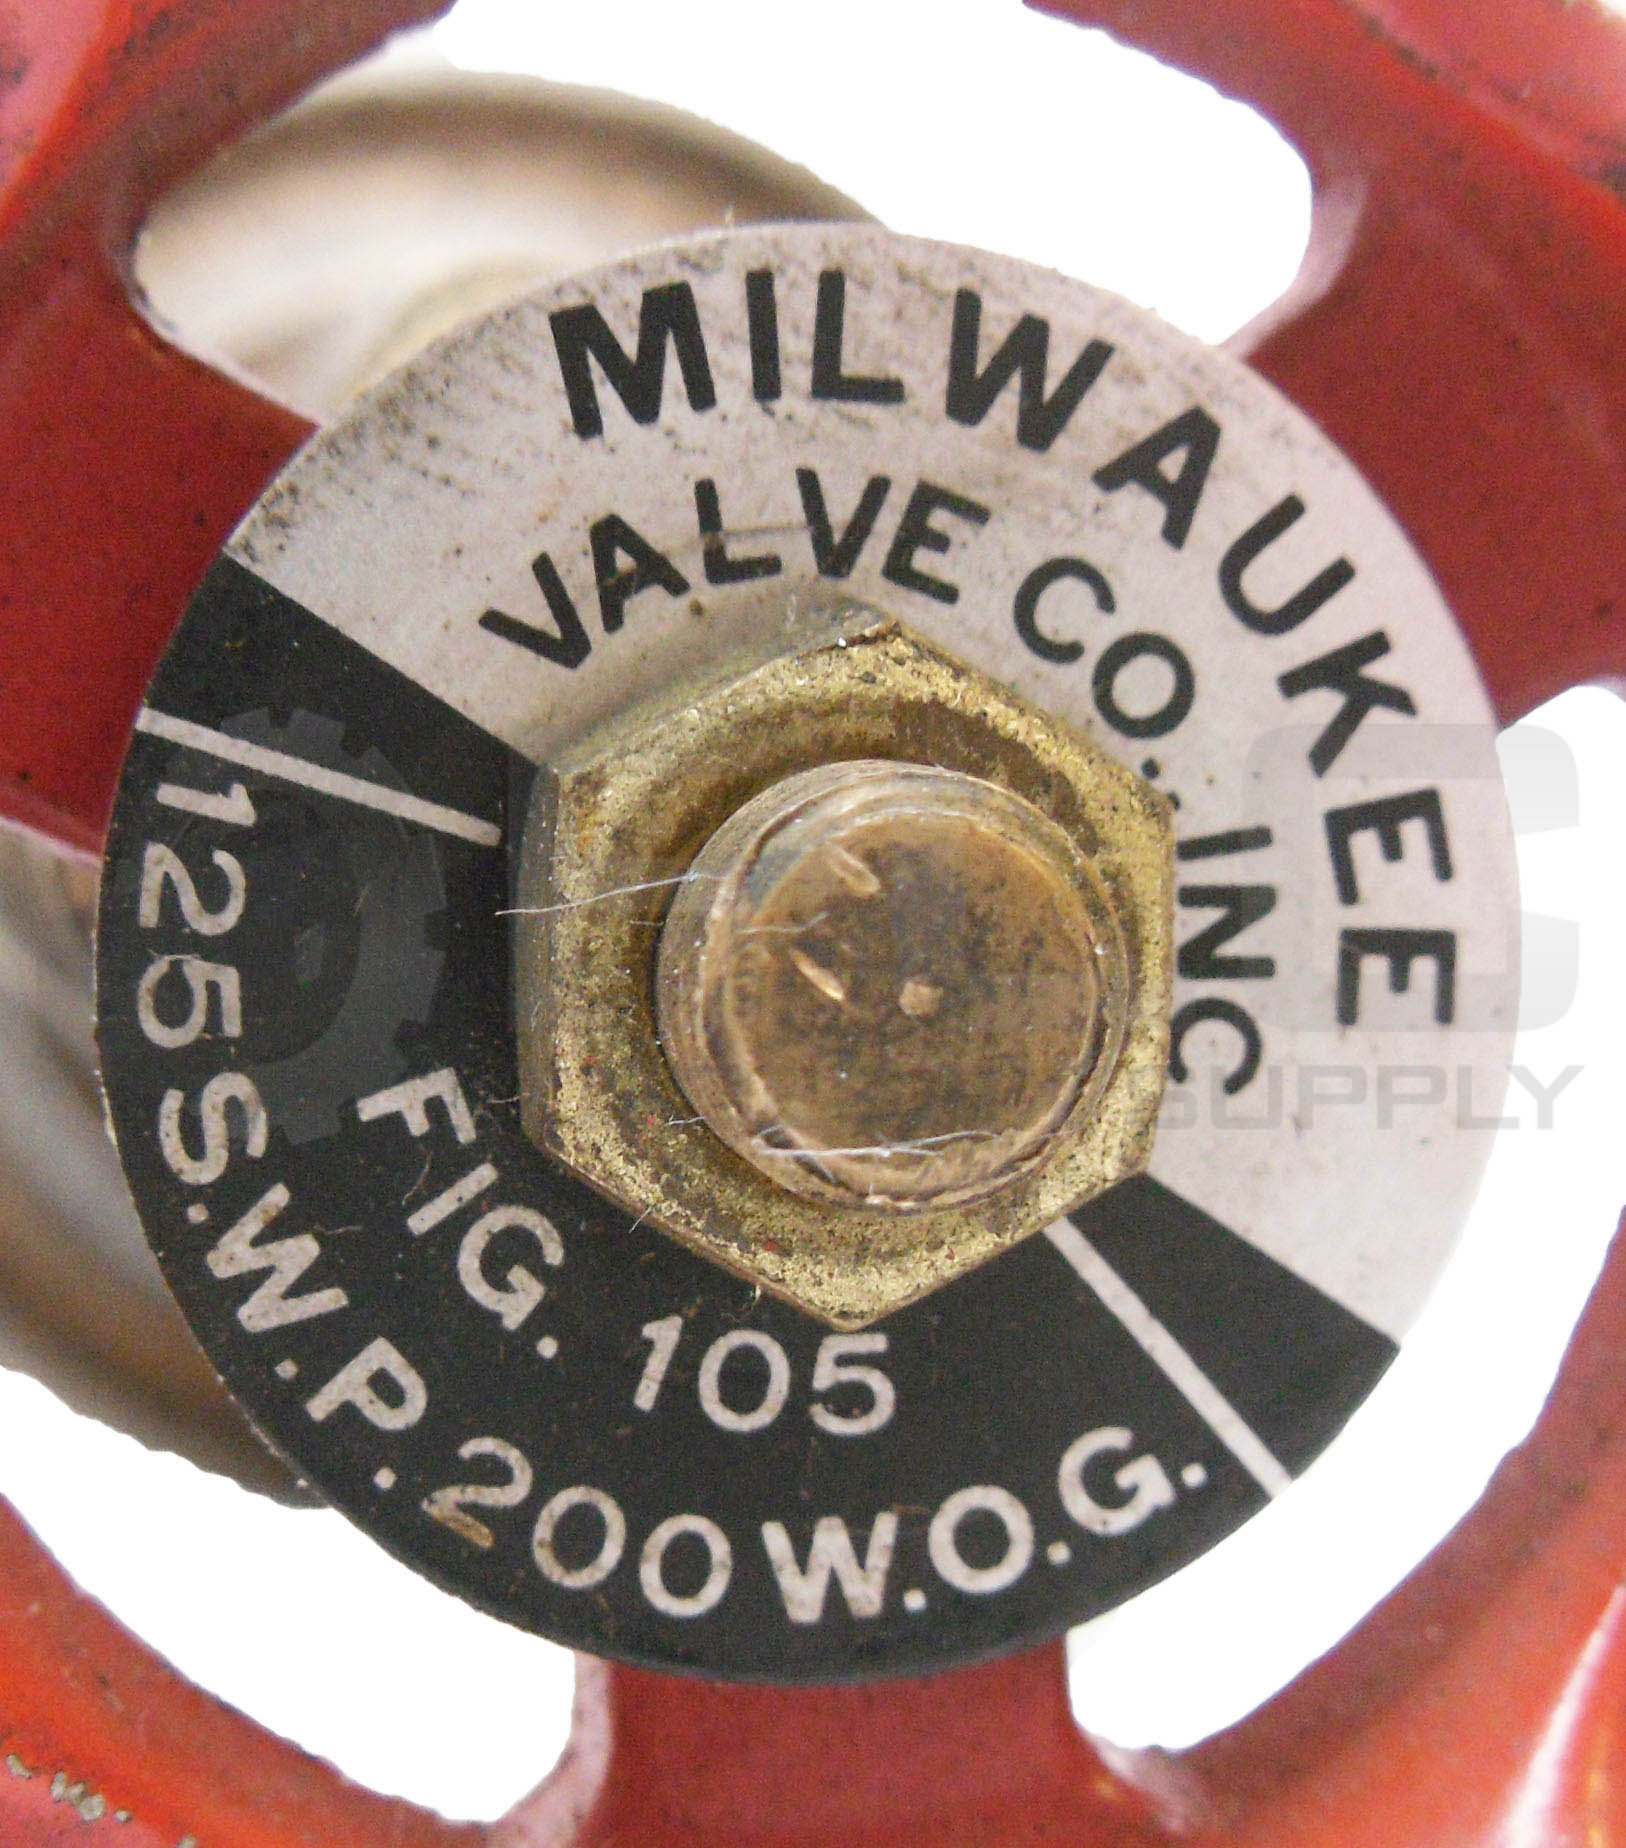 MILWAUKEE
VALVE CO., INC
FIG. 105
125 S.W.P. 200 W.O.G.
SUPPLY